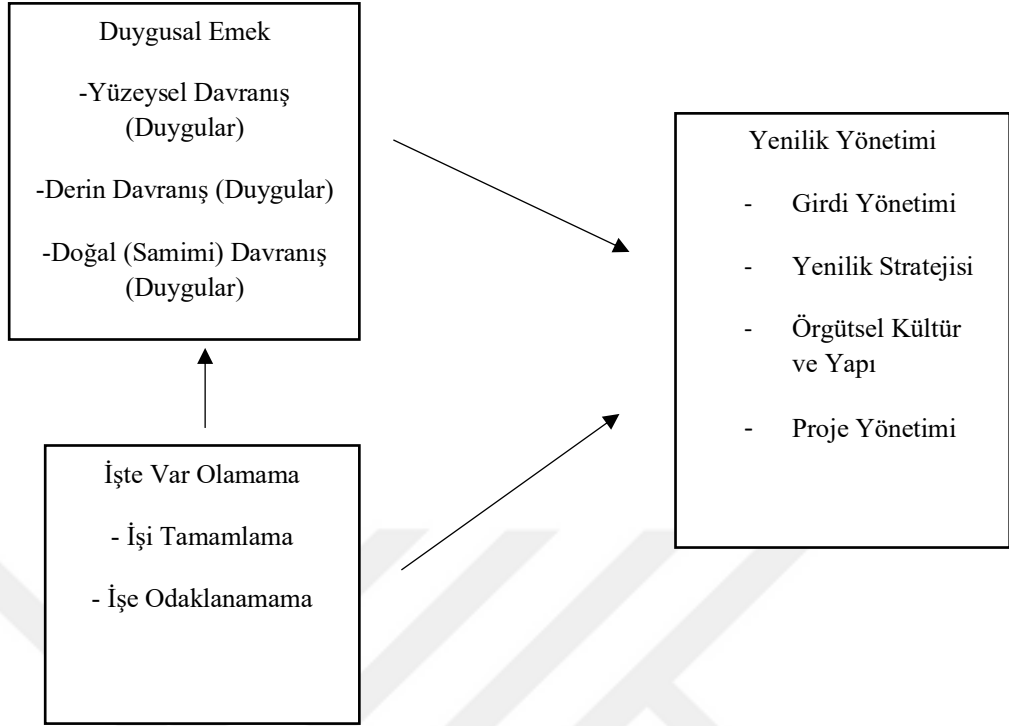 Duygusal Emek
-Yüzeysel Davranış
(Duygular)
-Derin Davranış (Duygular)
-Doğal (Samimi) Davranış
(Duygular)
Yenilik Yönetimi
- Girdi Yönetimi
- Yenilik Stratejisi
- Örgütsel Kültür
ve Yapı
- Proje Yönetimi
İşte Var Olamama
- İşi Tamamlama
- İşe Odaklanamama